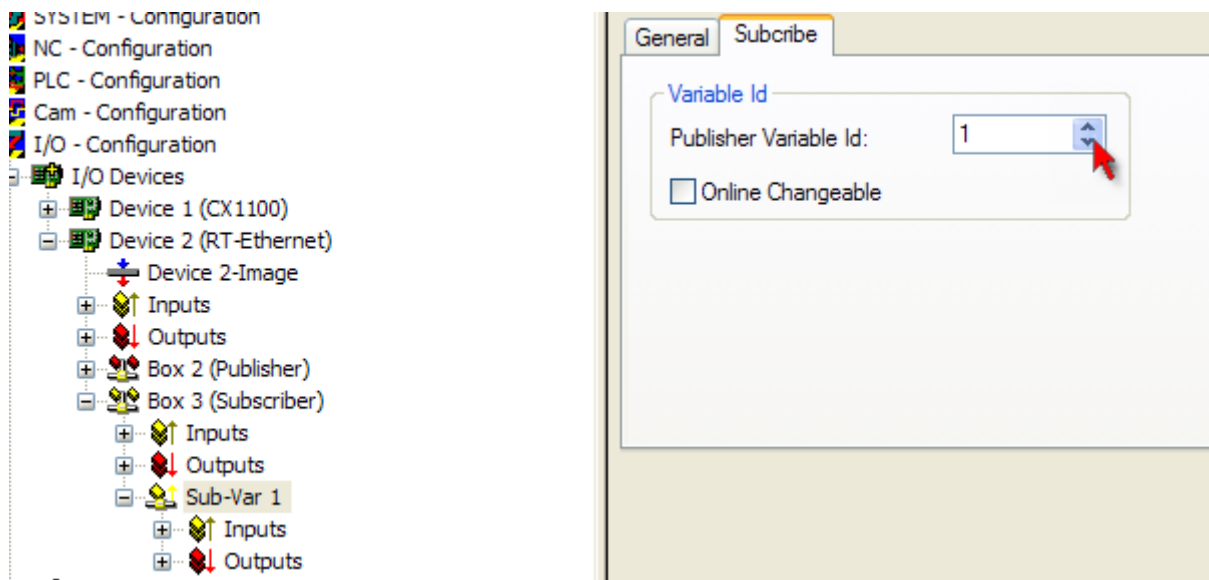 SYSTEM - Configuration
NC - Configuration
PLC - Configuration
Cam - Configuration
I/O - Configuration
I/O Devices
Device 1 (CX1100)
Device 2 (RT-Ethernet)
Device 2-Image
Inputs
Outputs
Box 2 (Publisher)
Box 3 (Subscriber)
Inputs
Outputs
Sub-Var 1
Inputs
Outputs
General Subcribe
Variable Id
Publisher Variable Id: 1
Online Changeable